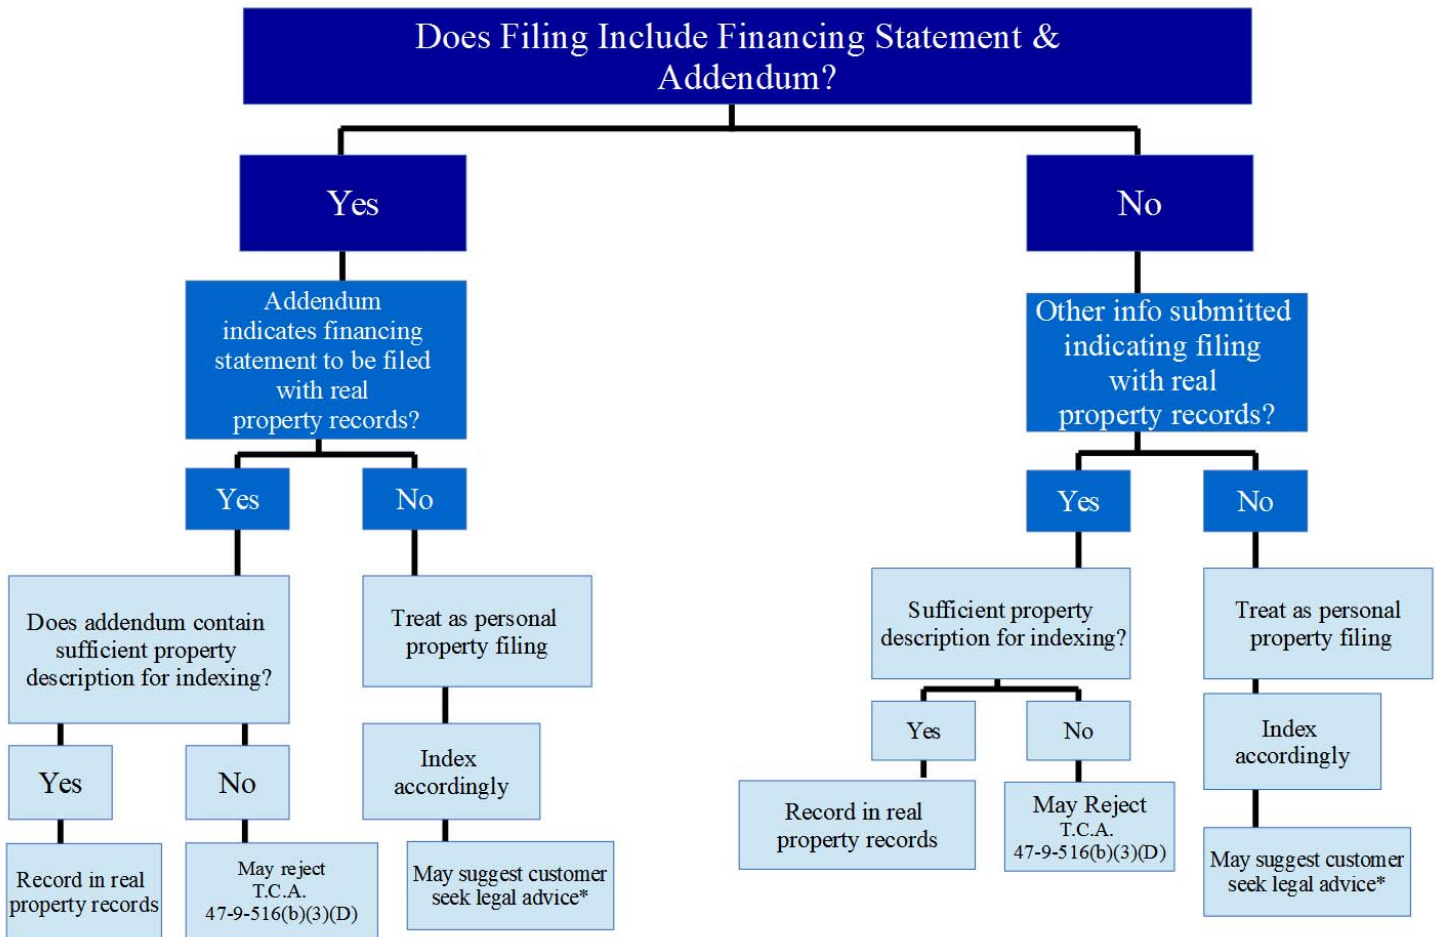 Does Filing Include Financing Statement &
Addendum?
Yes
No
Addendum
indicates financing
statement to be filed
with real
property records?
Other info submitted
indicating filing
with real
property records?
Yes
No
Yes
No
Does addendum contain
sufficient property
description for indexing?
Treat as personal
property filing
Sufficient property
description for indexing?
Treat as personal
property filing
Yes
No
Index
accordingly
Yes
No
Index
accordingly
Record in real
property records
May reject
T.C.A.
47-9-516(b)(3)(D)
May suggest customer
seek legal advice*
Record in real
property records
May Reject
T.C.A.
47-9-516(b)(3)(D)
May suggest customer
seek legal advice*